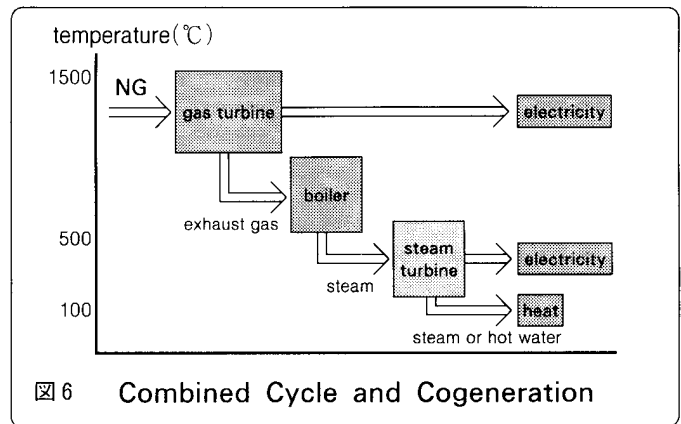 temperature(℃)
1500
NG
gas turbine
electricity
boiler
exhaust gas
500
steam
turbine
electricity
steam
100
heat
steam or hot water
図6 Combined Cycle and Cogeneration